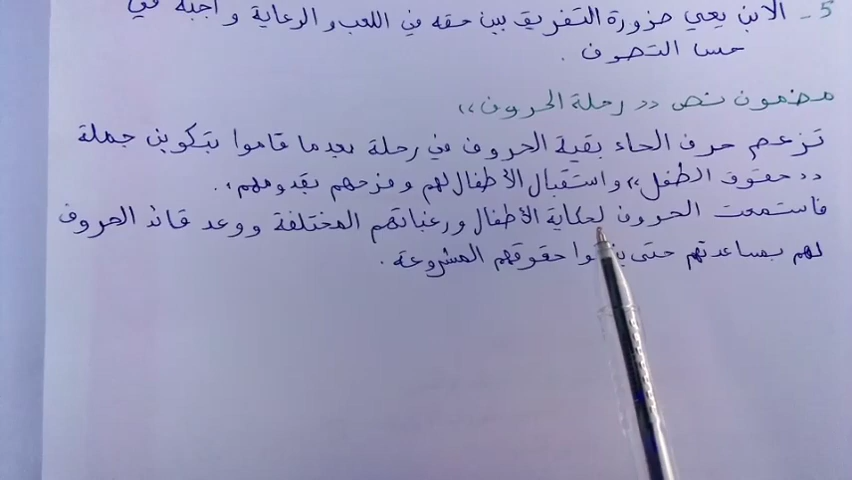 5 - الابن يعي ضرورة التفريق بين حقه في اللعب والرعاية وواجبه في
حسن التصرف .
مضمون نص «رحلة الحروف»
تزعم حرف الحاء بقية الحروف في رحلة بعدما قاموا بتكوين جملة
«حقوق الطفل» واستقبال الأطفال لهم وفرحهم بقدومهم ،
فاستمعت الحروف لحكاية الأطفال ورغباتهم المختلفة ووعد قائد الحروف
لهم بمساعدتهم حتى حقوقهم المشروعة .